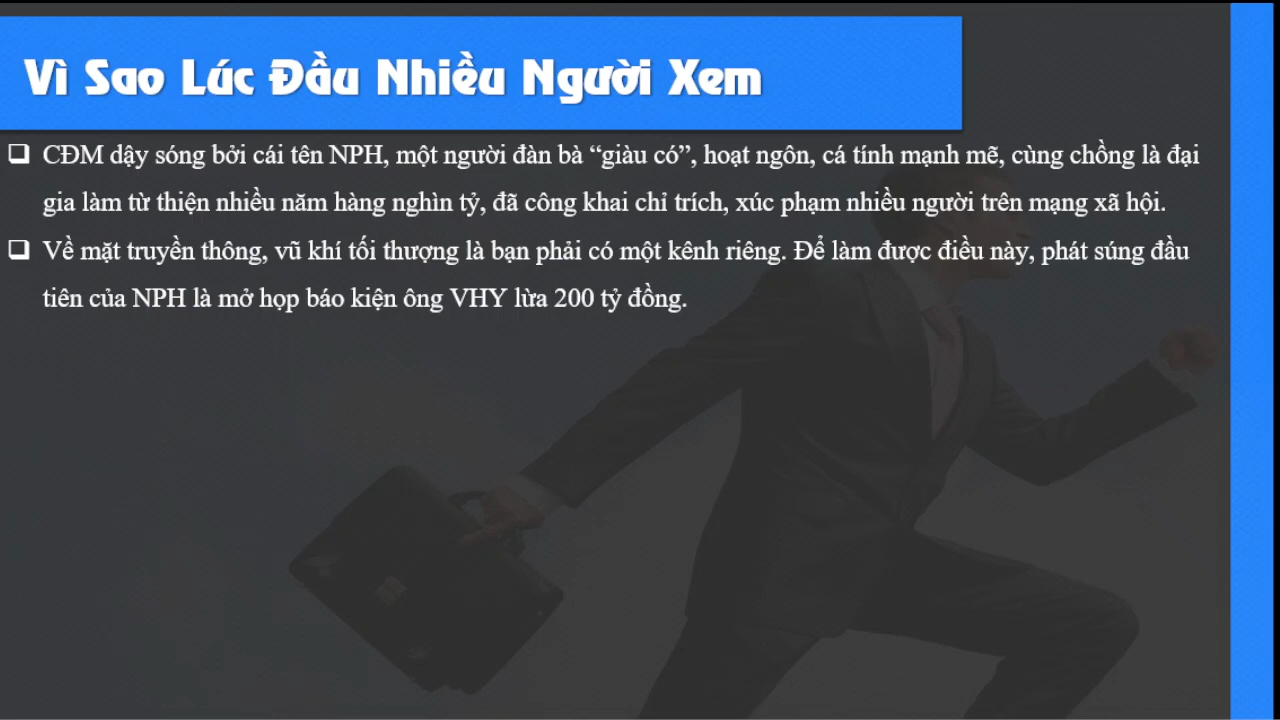 Vì Sao Lúc Đầu Nhiều Người Xem
❑ CĐM dậy sóng bởi cái tên NPH, một người đàn bà “giàu có”, hoạt ngôn, cá tính mạnh mẽ, cùng chồng là đại
gia làm từ thiện nhiều năm hàng nghìn tỷ, đã công khai chỉ trích, xúc phạm nhiều người trên mạng xã hội.
❑ Về mặt truyền thông, vũ khí tối thượng là bạn phải có một kênh riêng. Để làm được điều này, phát súng đầu
tiên của NPH là mở họp báo kiện ông VHY lừa 200 tỷ đồng.